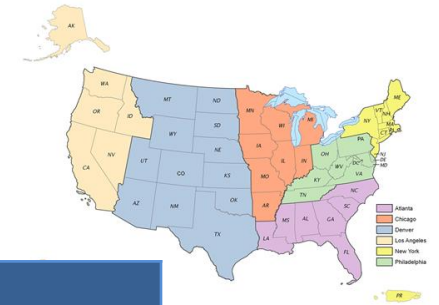 AK
WA
MT
ND
MN
ME
OR
ID
SD
WI
MI
NY
VT
NH
MA
CT
WY
IA
PA
NE
NV
UT
CO
IL
IN
OH
NJ
DE
MD
DC
WV
VA
CA
KS
MO
KY
NC
TN
AZ
NM
OK
AR
SC
MS
AL
GA
TX
LA
FL
Atlanta
Chicago
Denver
Los Angeles
New York
Philadelphia
PR